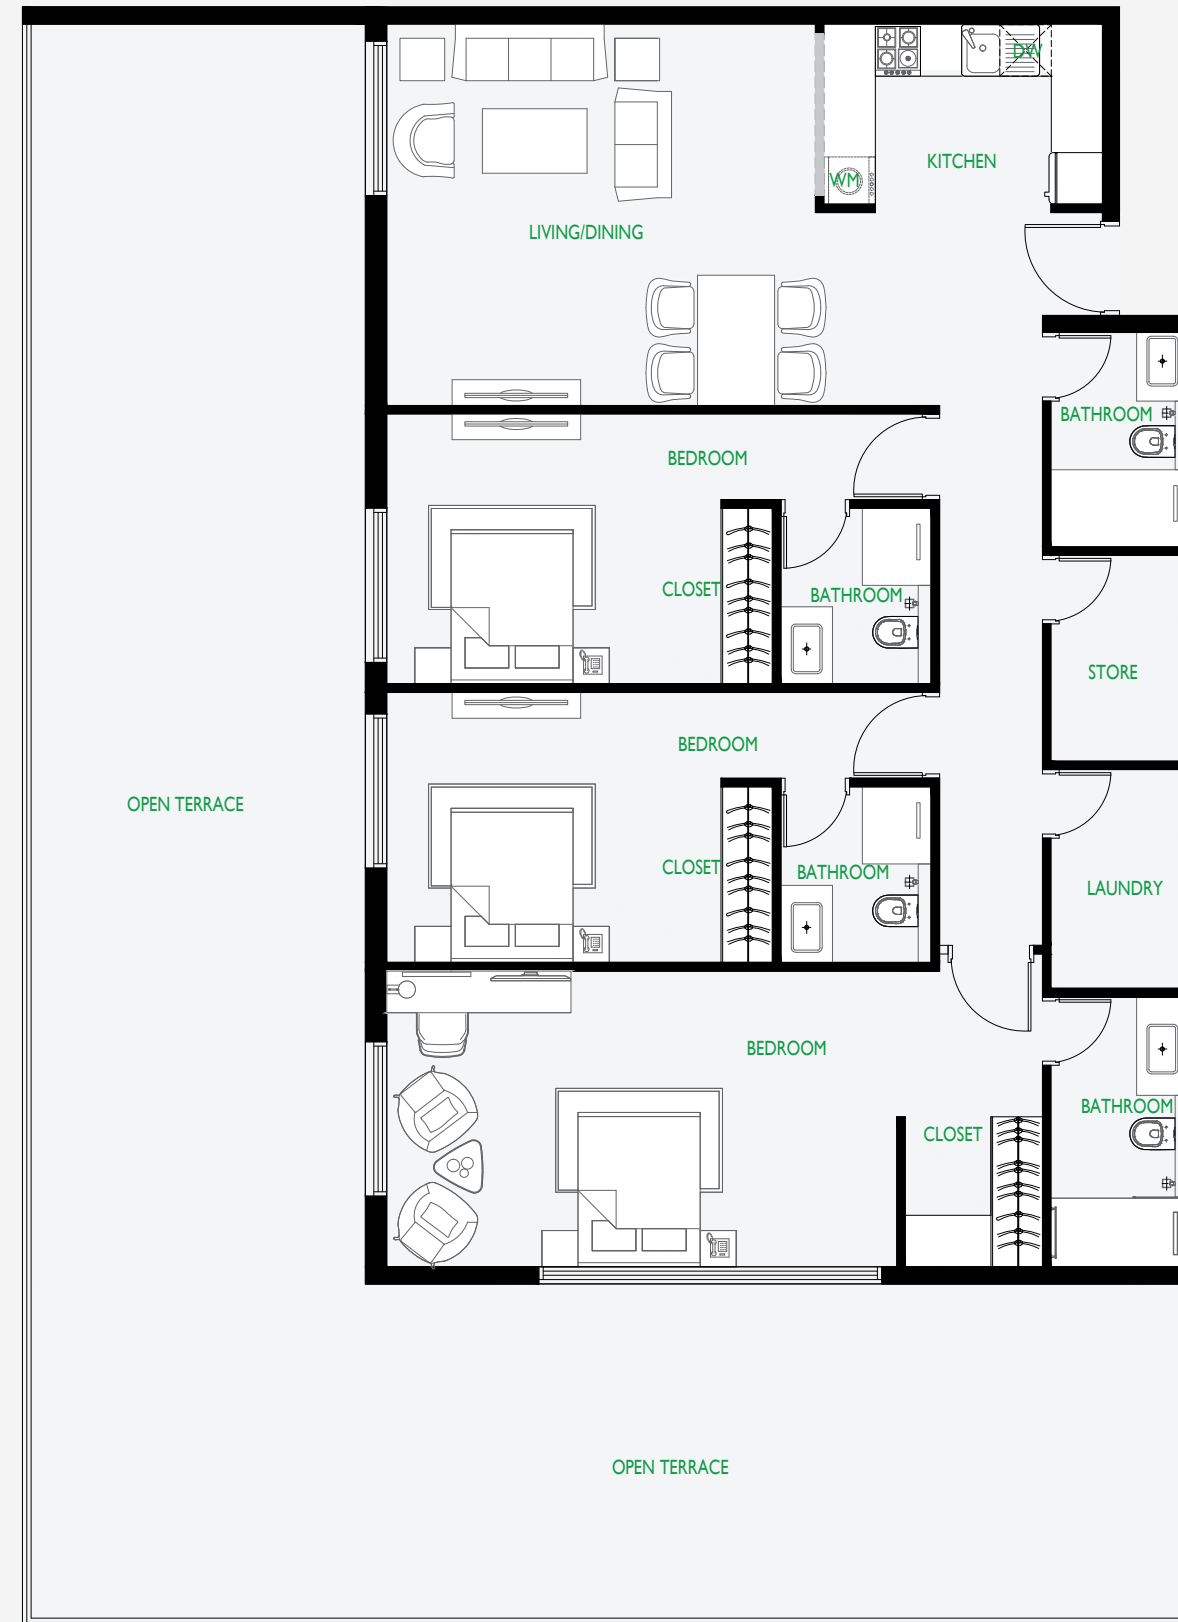 DW
KITCHEN
WM
LIVING/DINING
BATHROOM
BEDROOM
CLOSET
BATHROOM
STORE
BEDROOM
OPEN TERRACE
CLOSET
BATHROOM
LAUNDRY
BEDROOM
BATHROOM
CLOSET
OPEN TERRACE